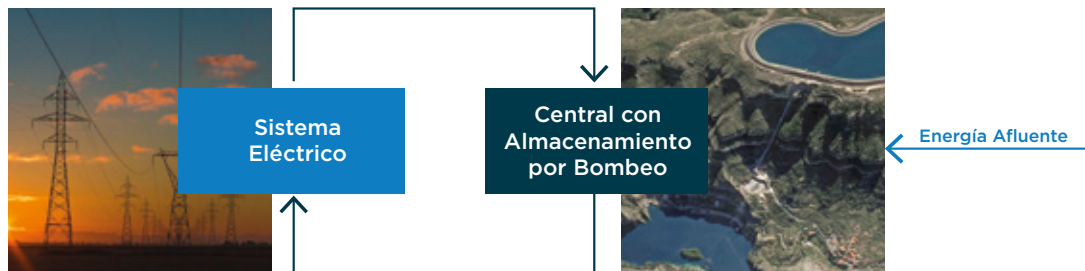 Sistema
Eléctrico
Central con
Almacenamiento
por Bombeo
Energía Afluente